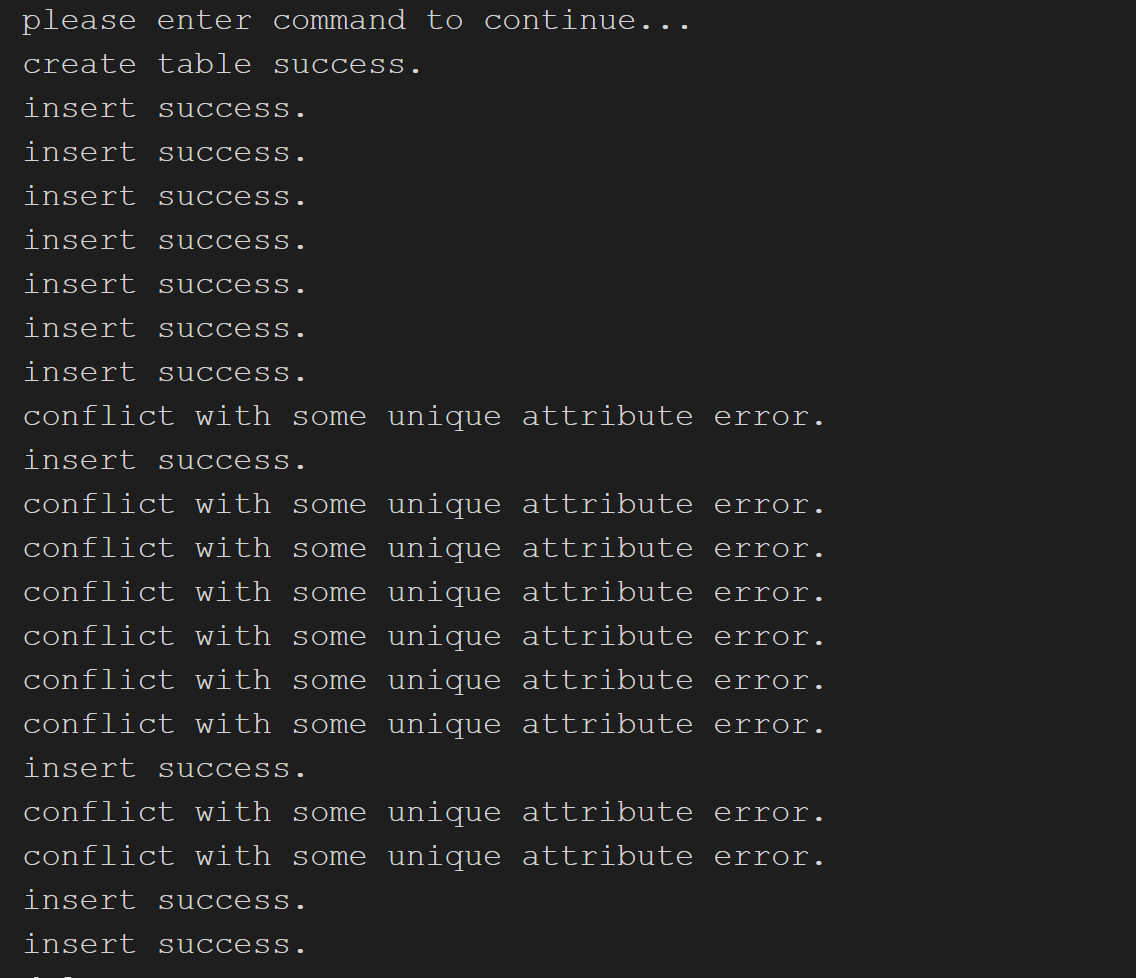 please enter command to continue...
create table success.
insert success.
insert success.
insert success.
insert success.
insert success.
insert success.
insert success.
conflict with some unique attribute error.
insert success.
conflict with some unique attribute error.
conflict with some unique attribute error.
conflict with some unique attribute error.
conflict with some unique attribute error.
conflict with some unique attribute error.
conflict with some unique attribute error.
insert success.
conflict with some unique attribute error.
conflict with some unique attribute error.
insert success.
insert success.